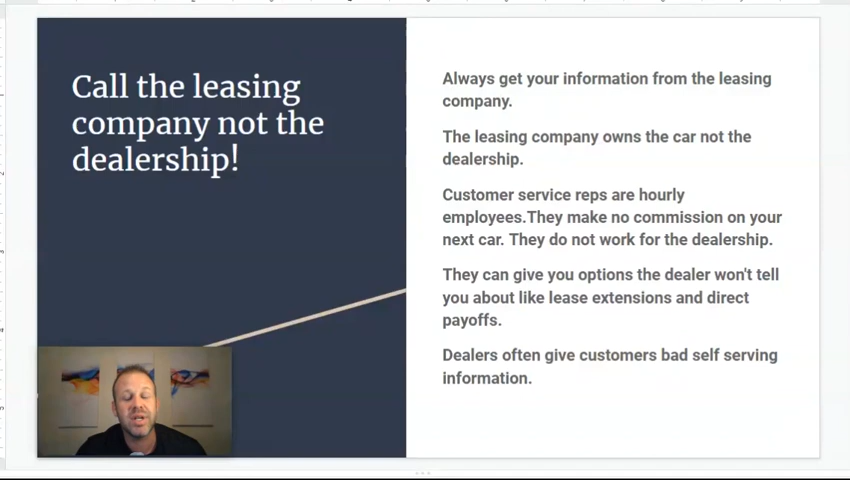 Call the leasing
company not the
dealership!
Always get your information from the leasing
company.
The leasing company owns the car not the
dealership.
Customer service reps are hourly
employees.They make no commission on your
next car. They do not work for the dealership.
They can give you options the dealer won't tell
you about like lease extensions and direct
payoffs.
Dealers often give customers bad self serving
information.